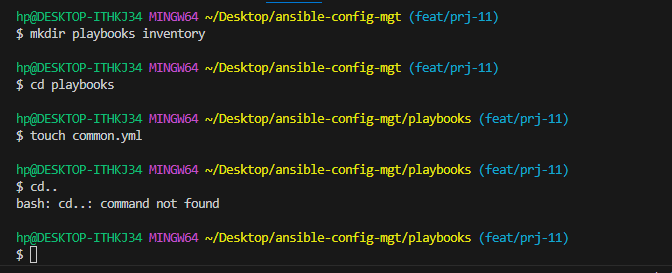 hp@DESKTOP-ITHKJ34 MINGW64 ~/Desktop/ansible-config-mgt (feat/prj-11)
$ mkdir playbooks inventory
hp@DESKTOP-ITHKJ34 MINGW64 ~/Desktop/ansible-config-mgt (feat/prj-11)
$ cd playbooks
hp@DESKTOP-ITHKJ34 MINGW64 ~/Desktop/ansible-config-mgt/playbooks (feat/prj-11)
$ touch common.yml
hp@DESKTOP-ITHKJ34 MINGW64 ~/Desktop/ansible-config-mgt/playbooks (feat/prj-11)
$ cd..
bash: cd..: command not found
hp@DESKTOP-ITHKJ34 MINGW64 ~/Desktop/ansible-config-mgt/playbooks (feat/prj-11)
$